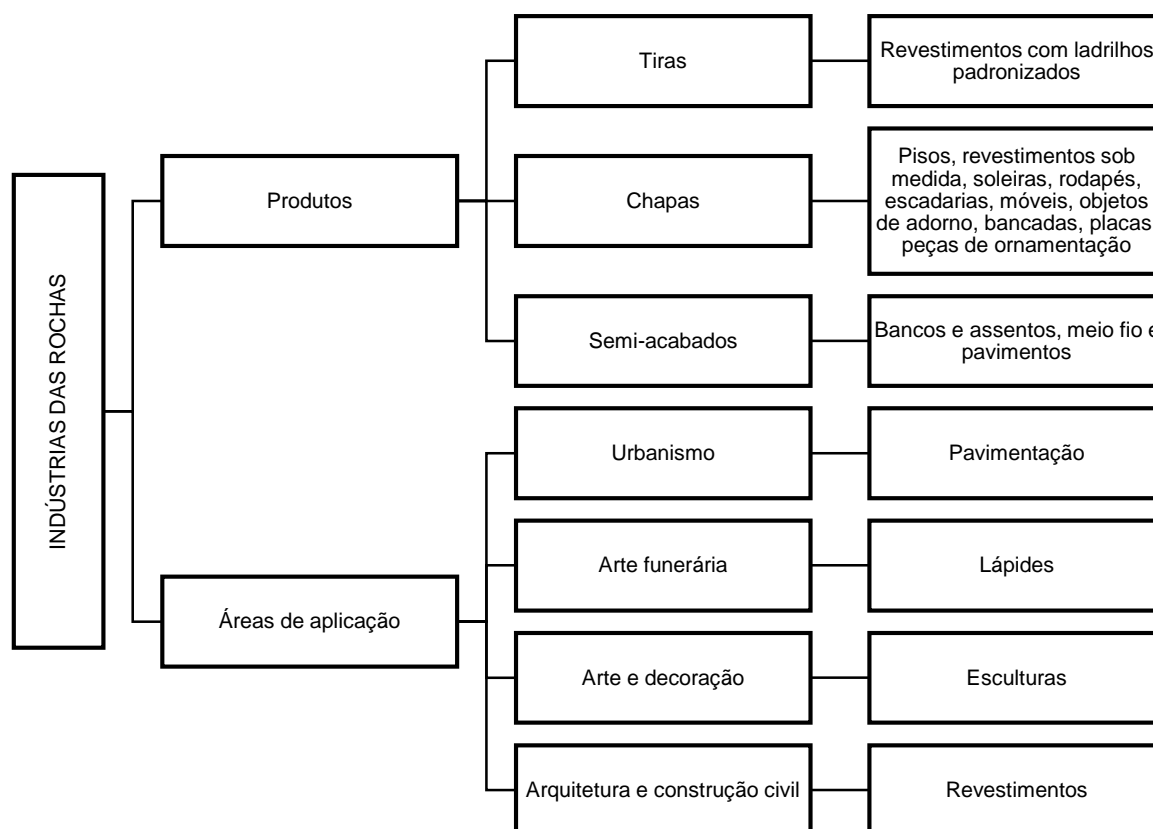 INDÚSTRIAS DAS ROCHAS
Produtos
Tiras
Revestimentos com ladrilhos
padronizados
Chapas
Pisos, revestimentos sob
medida, soleiras, rodapés,
escadarias, móveis, objetos
de adorno, bancadas, placas
peças de ornamentação
Semi-acabados
Bancos e assentos, meio fio e
pavimentos
Áreas de aplicação
Urbanismo
Pavimentação
Arte funerária
Lápides
Arte e decoração
Esculturas
Arquitetura e construção civil
Revestimentos